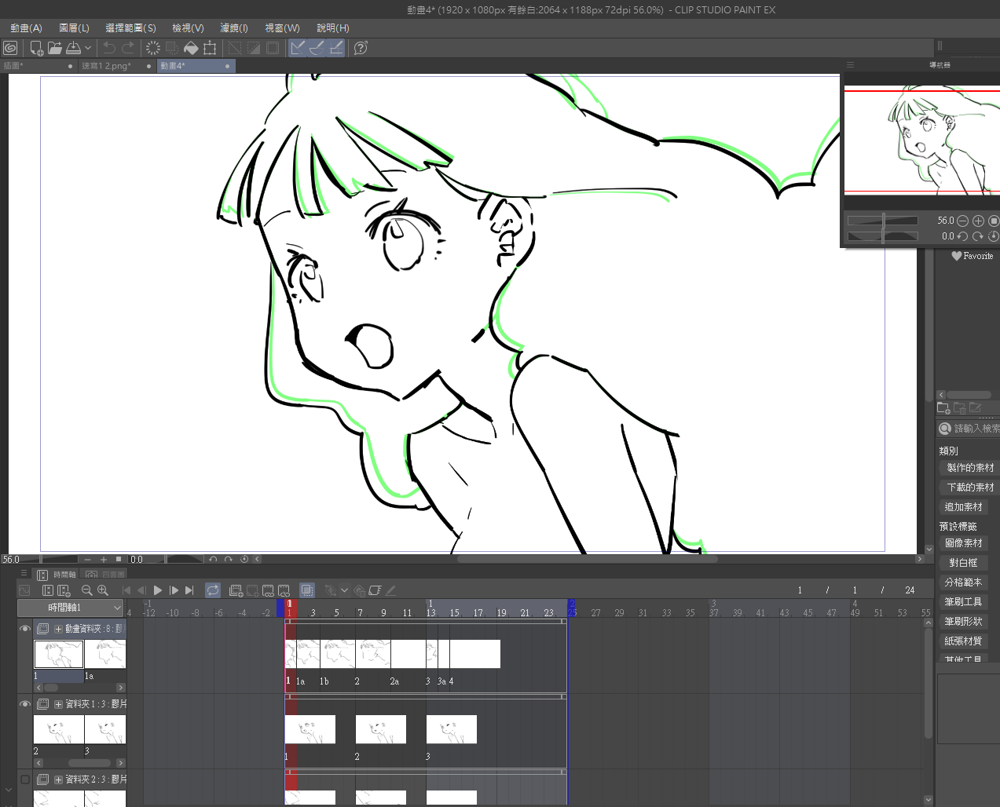 動畫4* (1920 x 1080px 有餘白:2064 x 1188px 72dpi 56.0%) - CLIP STUDIO PAINT EX
動畫(A) 圖層(L) 選擇範圍(S) 檢視(V) 濾鏡(I) 視窗(W) 說明(H)
插圖* 速寫1 2.png* 動畫4*
導航器
56.0
0.0
Favorite
請輸入檢索
類別
製作的素材
下載的素材
追加素材
預設標籤
圖像素材
對白框
分格範本
筆刷工具
筆刷形狀
紙張材質
其他工具
56.0 0.0
時間軸
1 / 1 / 24
時間軸1
-1 1 1 2 3 4
4 -12 -10 -8 -6 -4 -2 1 3 5 7 9 11 13 15 17 19 21 23 25 27 29 31 33 35 37 39 41 43 45 47 49 51 53 55
動畫資料夾 : 8 : 膠片
1 1a
1 1a 1b 2 2a 3 3a 4
資料夾 1 : 3 : 膠片
2 3
1 2 3
資料夾 2 : 3 : 膠片